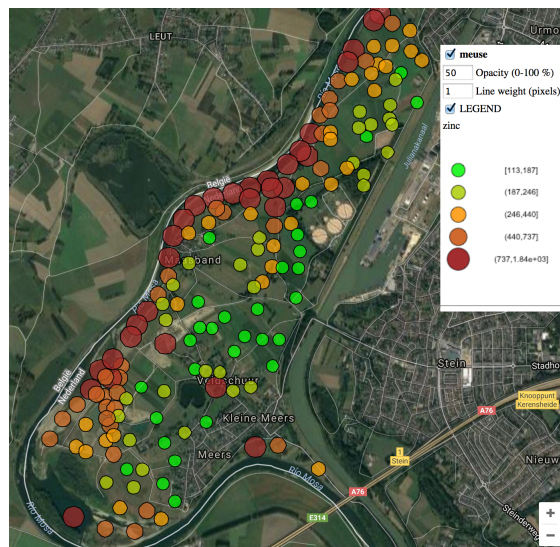 LEUT
Urmo
meuse
50 Opacity (0-100 %)
1 Line weight (pixels)
LEGEND
zinc
[113,187]
(187,246]
(246,440]
(440,737]
(737,1.84e+03]
België
Julianakanaal
Maasband
België
Nederland
Stein
Stadho
Veldschuur
Knooppunt
Kerensheide
A76
Kleine Meers
Meers
1
Stein
Nieuw
Rio Mosa
Rio Mosa
A76
E314
Steinderweg
+
−